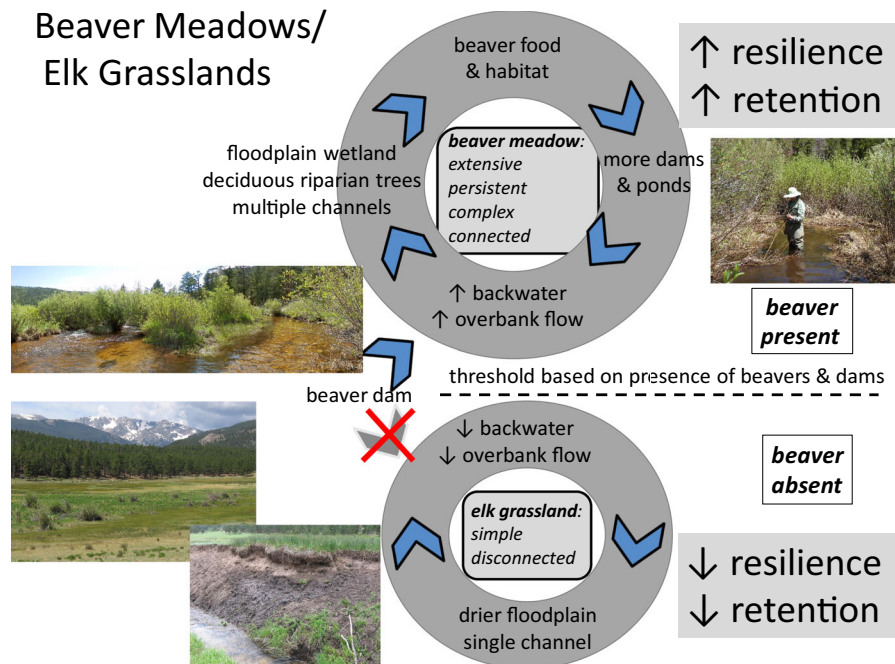 Beaver Meadows/
Elk Grasslands
beaver food
& habitat
↑ resilience
↑ retention
floodplain wetland
deciduous riparian trees
multiple channels
beaver meadow:
extensive
persistent
complex
connected
more dams
& ponds
↑ backwater
↑ overbank flow
beaver
present
beaver dam
threshold based on presence of beavers & dams
↓ backwater
↓ overbank flow
beaver
absent
elk grassland:
simple
disconnected
drier floodplain
single channel
↓ resilience
↓ retention